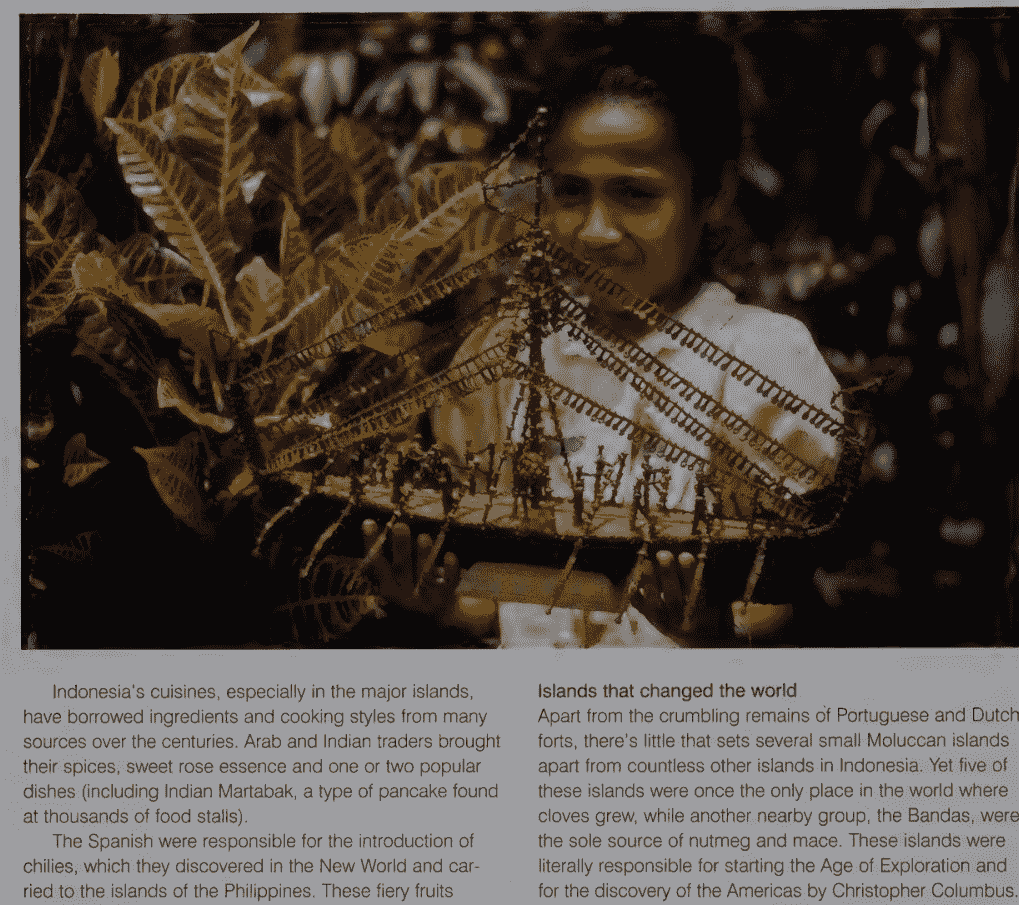 Indonesia's cuisines, especially in the major islands,
have borrowed ingredients and cooking styles from many
sources over the centuries. Arab and Indian traders brought
their spices, sweet rose essence and one or two popular
dishes (including Indian Martabak, a type of pancake found
at thousands of food stalls).
The Spanish were responsible for the introduction of
chilies, which they discovered in the New World and car-
ried to the islands of the Philippines. These fiery fruits
Islands that changed the world
Apart from the crumbling remains of Portuguese and Dutch
forts, there's little that sets several small Moluccan islands
apart from countless other islands in Indonesia. Yet five of
these islands were once the only place in the world where
cloves grew, while another nearby group, the Bandas, were
the sole source of nutmeg and mace. These islands were
literally responsible for starting the Age of Exploration and
for the discovery of the Americas by Christopher Columbus.